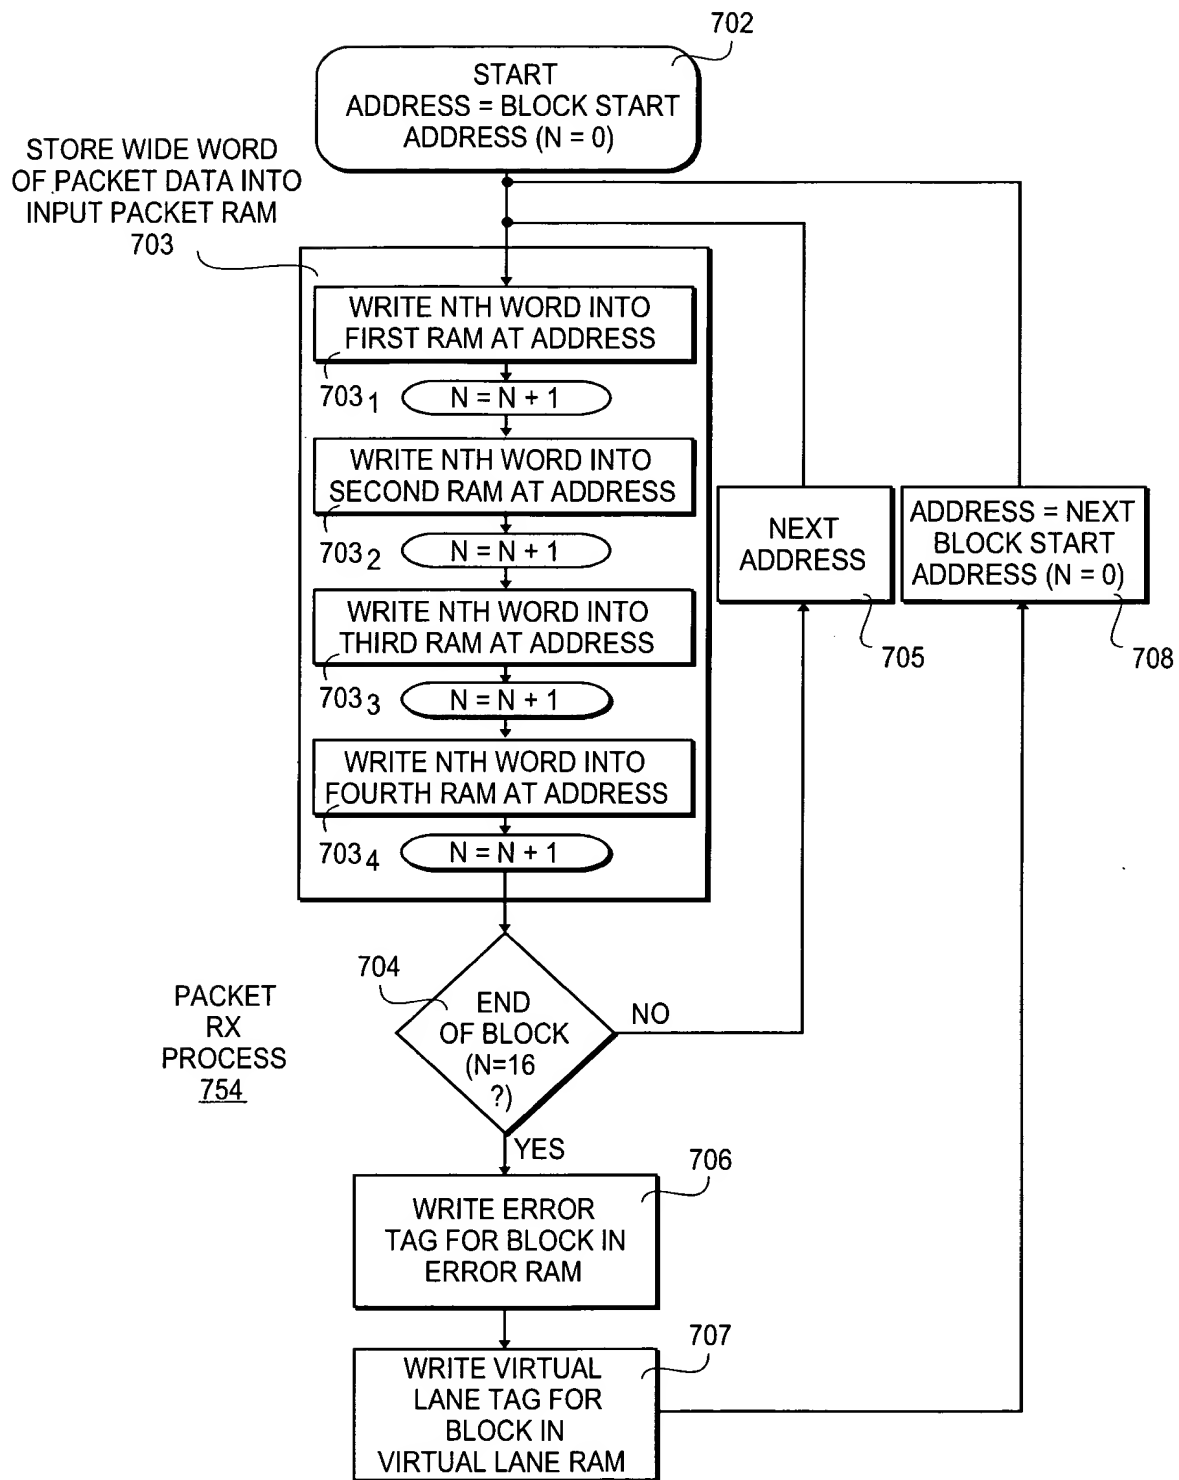 702
START
ADDRESS = BLOCK START
ADDRESS (N = 0)
STORE WIDE WORD
OF PACKET DATA INTO
INPUT PACKET RAM
703
WRITE NTH WORD INTO
FIRST RAM AT ADDRESS
703 1
N = N + 1
WRITE NTH WORD INTO
SECOND RAM AT ADDRESS
703 2
N = N + 1
WRITE NTH WORD INTO
THIRD RAM AT ADDRESS
703 3
N = N + 1
WRITE NTH WORD INTO
FOURTH RAM AT ADDRESS
703 4
N = N + 1
NEXT
ADDRESS
705
ADDRESS = NEXT
BLOCK START
ADDRESS (N = 0)
708
704
END
OF BLOCK
(N=16
?)
NO
YES
PACKET
RX
PROCESS
754
706
WRITE ERROR
TAG FOR BLOCK IN
ERROR RAM
707
WRITE VIRTUAL
LANE TAG FOR
BLOCK IN
VIRTUAL LANE RAM